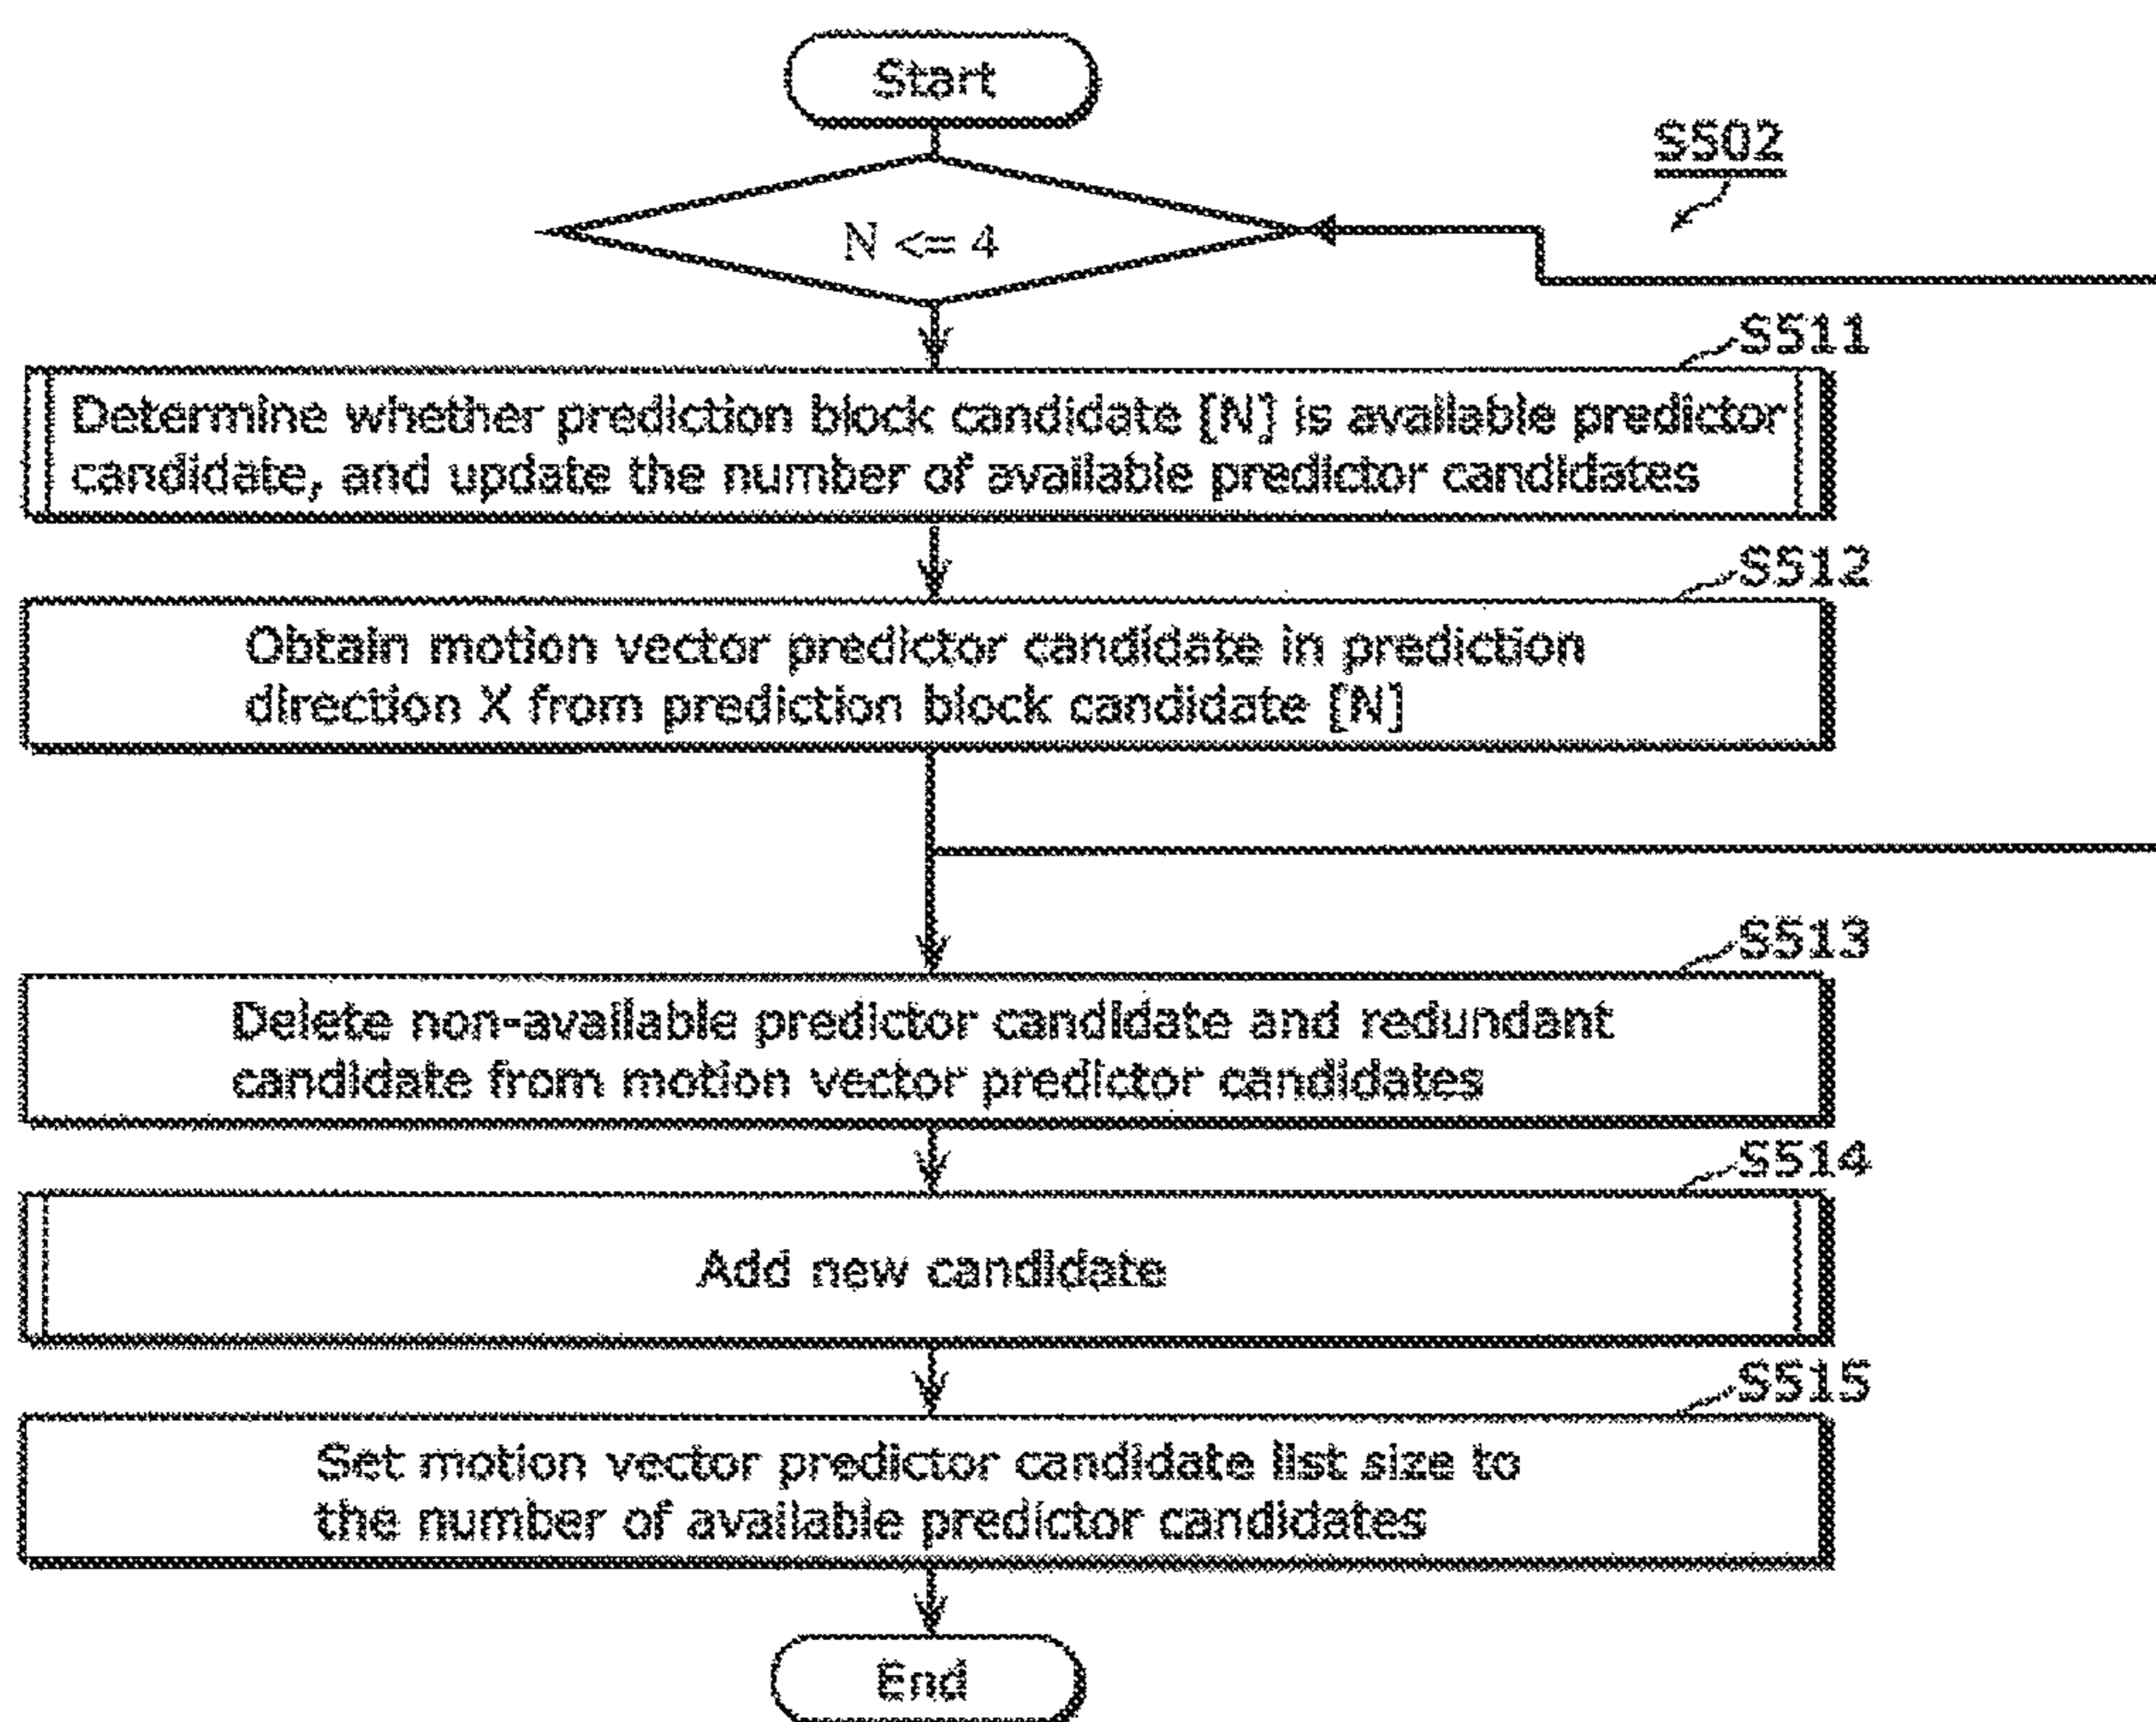 Start
S502
N <= 4
S511
Determine whether prediction block candidate [N] is available predictor
candidate, and update the number of available predictor candidates
S512
Obtain motion vector predictor candidate in prediction
direction X from prediction block candidate [N]
S513
Delete non-available predictor candidate and redundant
candidate from motion vector predictor candidates
S514
Add new candidate
S515
Set motion vector predictor candidate list size to
the number of available predictor candidates
End